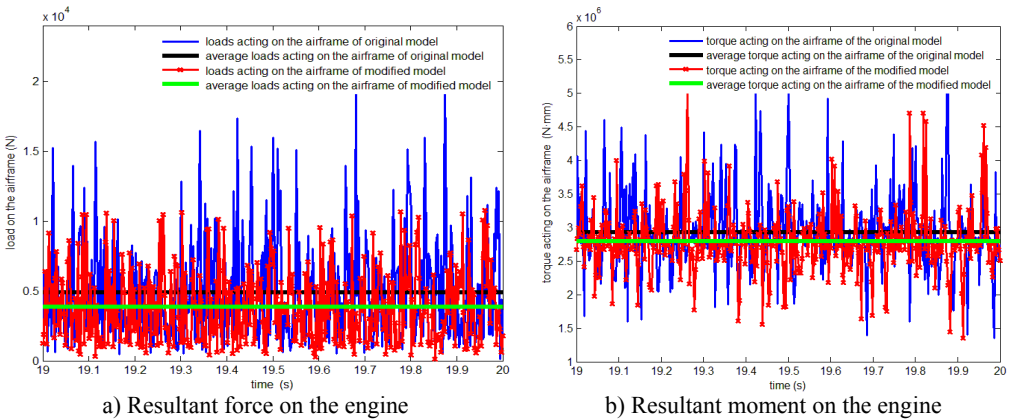 x 10^4
loads acting on the airframe of original model
average loads acting on the airframe of original model
loads acting on the airframe of modified model
average loads acting on the airframe of modified model
load on the airframe (N)
2
1.5
1
0.5
0
19 19.1 19.2 19.3 19.4 19.5 19.6 19.7 19.8 19.9 20
time (s)
a) Resultant force on the engine
x 10^6
torque acting on the airframe of the original model
average torque acting on the airframe of the original model
torque acting on the airframe of the modified model
average torque acting on the airframe of the modified model
torque acting on the airframe (N·mm)
6
5.5
5
4.5
4
3.5
3
2.5
2
1.5
1
19 19.1 19.2 19.3 19.4 19.5 19.6 19.7 19.8 19.9 20
time (s)
b) Resultant moment on the engine